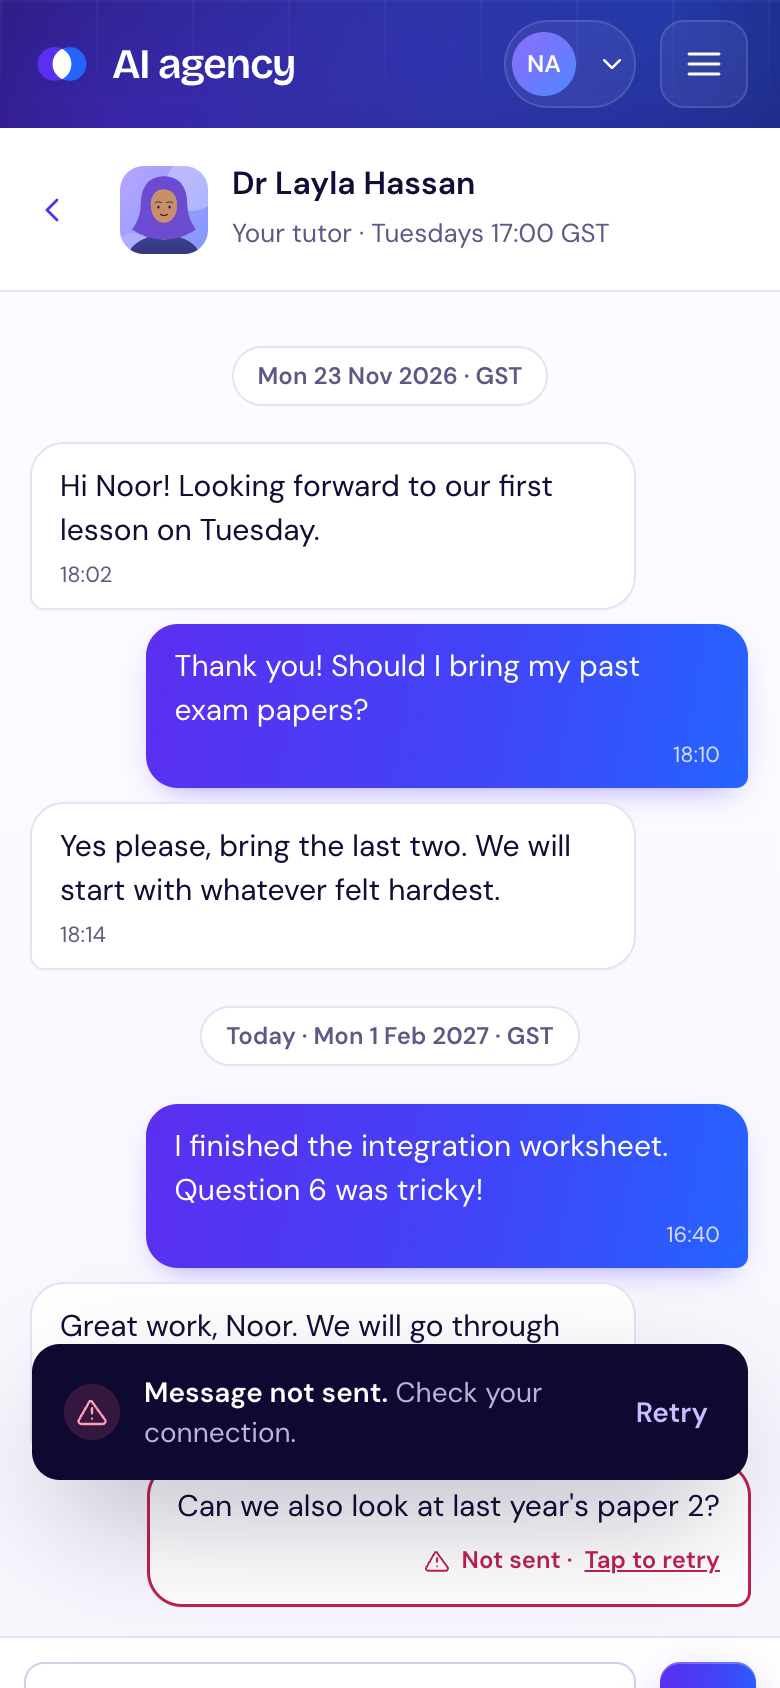 AI agency
NA
Dr Layla Hassan
Your tutor · Tuesdays 17:00 GST
Mon 23 Nov 2026 · GST
Hi Noor! Looking forward to our first
lesson on Tuesday.
18:02
Thank you! Should I bring my past
exam papers?
18:10
Yes please, bring the last two. We will
start with whatever felt hardest.
18:14
Today · Mon 1 Feb 2027 · GST
I finished the integration worksheet.
Question 6 was tricky!
16:40
Great work, Noor. We will go through
Message not sent. Check your
connection.
Retry
Can we also look at last year's paper 2?
Not sent · Tap to retry